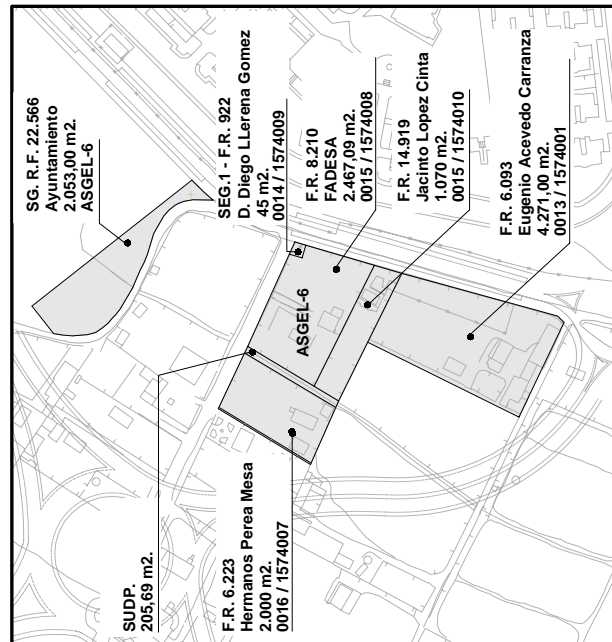 SG. R.F. 22.566
Ayuntamiento
2.053,00 m2.
ASGEL-6
SEG.1 - F.R. 922
D. Diego LLerena Gomez
45 m2.
0014 / 1574009
F.R. 8.210
FADESA
2.467,09 m2.
0015 / 1574008
F.R. 14.919
Jacinto Lopez Cinta
1.070 m2.
0015 / 1574010
F.R. 6.093
Eugenio Acevedo Carranza
4.271,00 m2.
0013 / 1574001
ASGEL-6
SUDP.
205,69 m2.
F.R. 6.223
Hermanos Perea Mesa
2.000 m2.
0016 / 1574007